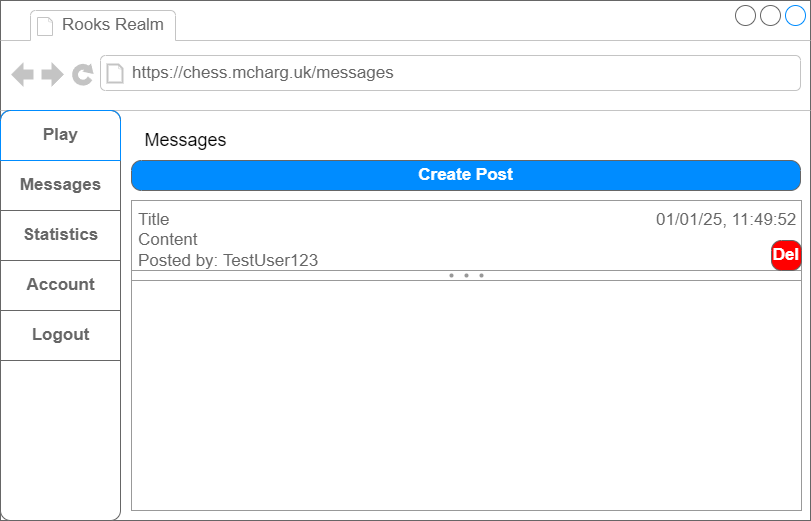 Rooks Realm
https://chess.mcharg.uk/messages
Play
Messages
Statistics
Account
Logout
Messages
Create Post
Title
01/01/25, 11:49:52
Content
Posted by: TestUser123
Del